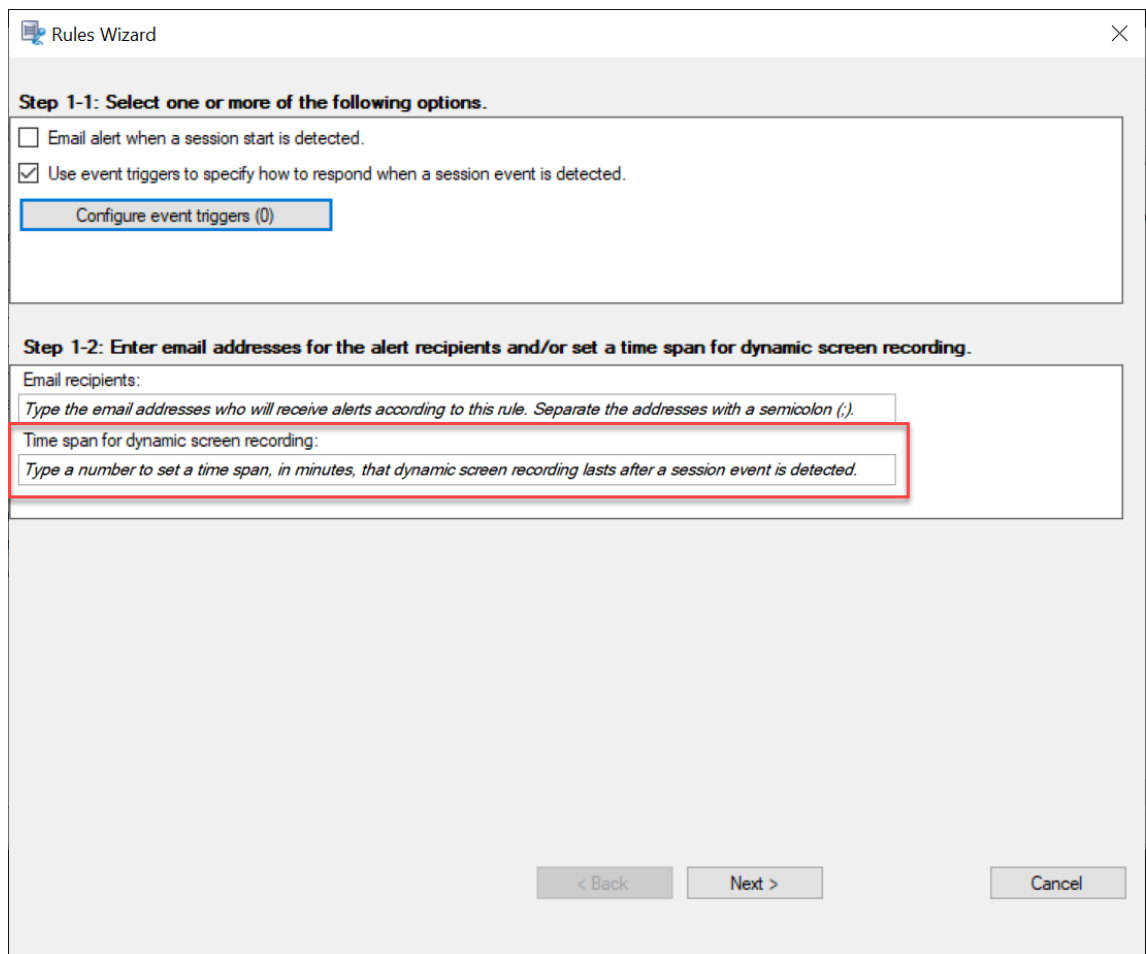 Rules Wizard
Step 1-1: Select one or more of the following options.
Email alert when a session start is detected.
Use event triggers to specify how to respond when a session event is detected.
Configure event triggers (0)
Step 1-2: Enter email addresses for the alert recipients and/or set a time span for dynamic screen recording.
Email recipients:
Type the email addresses who will receive alerts according to this rule. Separate the addresses with a semicolon (;).
Time span for dynamic screen recording:
Type a number to set a time span, in minutes, that dynamic screen recording lasts after a session event is detected.
< Back
Next >
Cancel